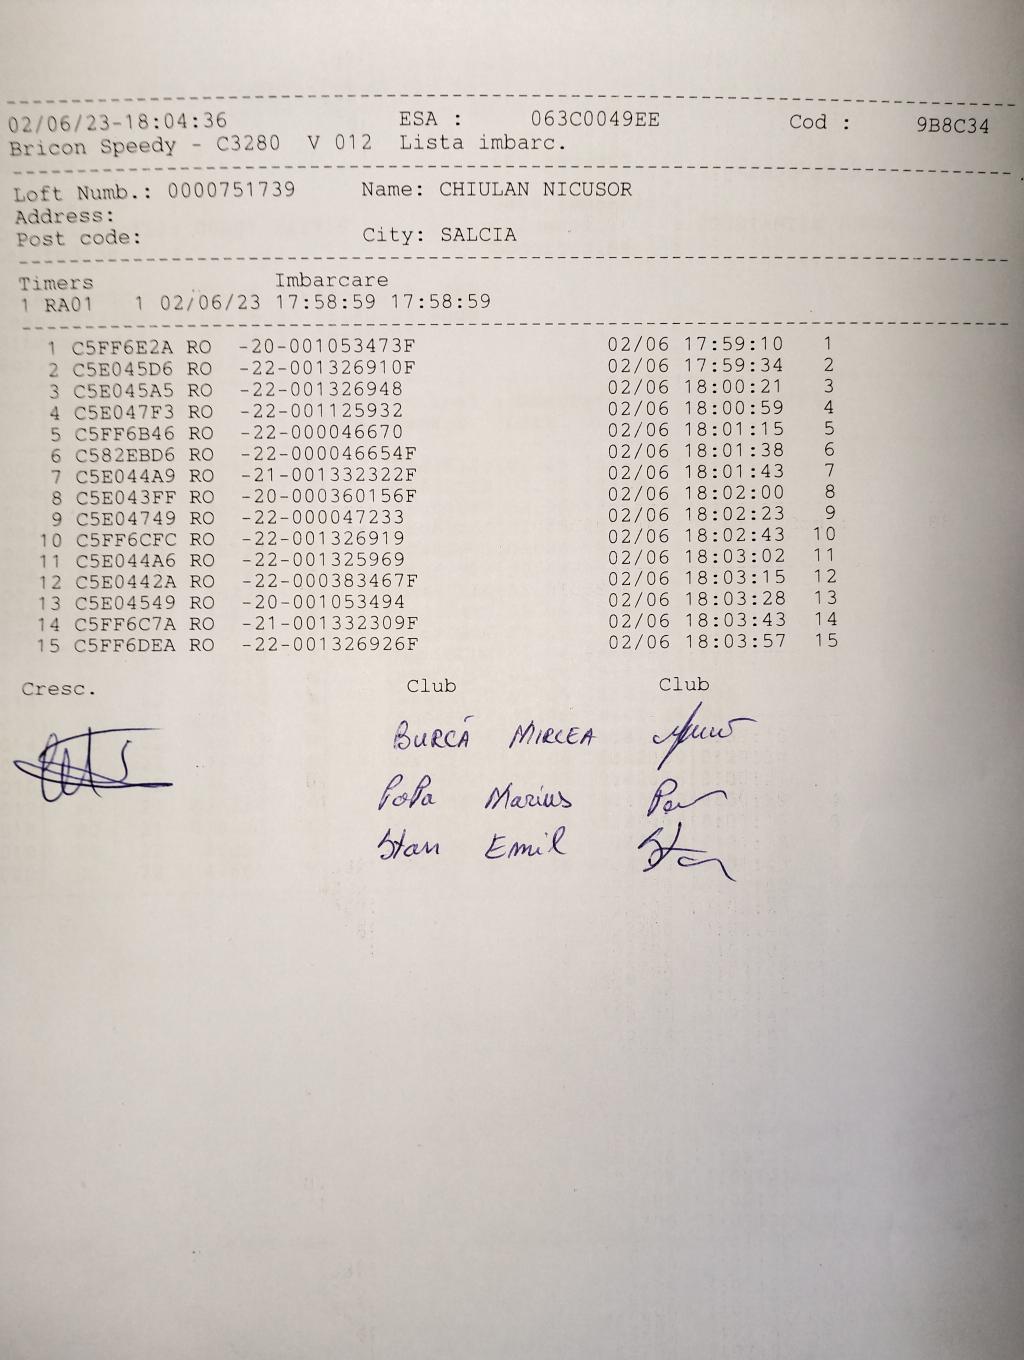 02/06/23-18:04:36 ESA : 063C0049EE Cod : 9B8C34
Bricon Speedy - C3280 V 012 Lista imbarc.
Loft Numb.: 0000751739 Name: CHIULAN NICUSOR
Address:
Post code: City: SALCIA
Timers Imbarcare
1 RA01 1 02/06/23 17:58:59 17:58:59
1 C5FF6E2A RO -20-001053473F 02/06 17:59:10 1
2 C5E045D6 RO -22-001326910F 02/06 17:59:34 2
3 C5E045A5 RO -22-001326948 02/06 18:00:21 3
4 C5E047F3 RO -22-001125932 02/06 18:00:59 4
5 C5FF6B46 RO -22-000046670 02/06 18:01:15 5
6 C582EBD6 RO -22-000046654F 02/06 18:01:38 6
7 C5E044A9 RO -21-001332322F 02/06 18:01:43 7
8 C5E043FF RO -20-000360156F 02/06 18:02:00 8
9 C5E04749 RO -22-000047233 02/06 18:02:23 9
10 C5FF6CFC RO -22-001326919 02/06 18:02:43 10
11 C5E044A6 RO -22-001325969 02/06 18:03:02 11
12 C5E0442A RO -22-000383467F 02/06 18:03:15 12
13 C5E04549 RO -20-001053494 02/06 18:03:28 13
14 C5FF6C7A RO -21-001332309F 02/06 18:03:43 14
15 C5FF6DEA RO -22-001326926F 02/06 18:03:57 15
Cresc. Club Club
BURCĂ MIRCEA
PoPa Marius
Stan Emil Stan